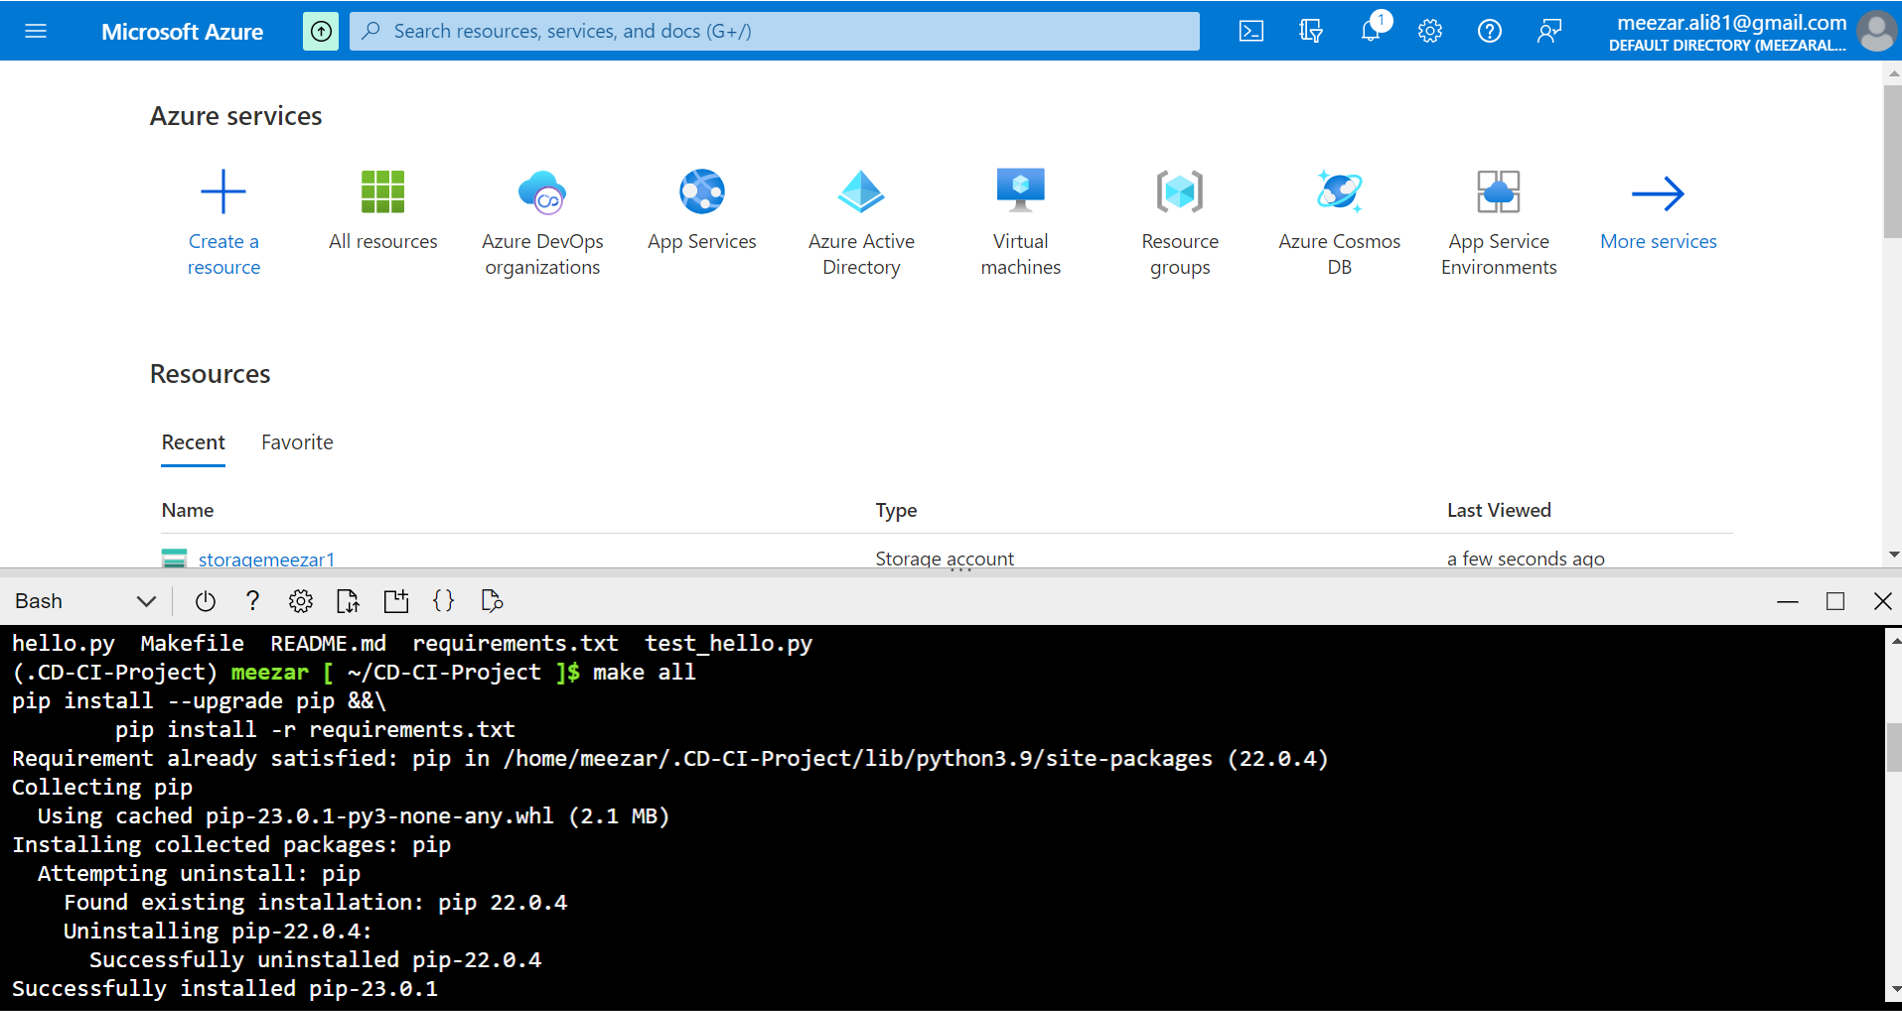 Microsoft Azure
Search resources, services, and docs (G+/)
1
meezar.ali81@gmail.com
DEFAULT DIRECTORY (MEEZARAL...
Azure services
Create a
resource
All resources
Azure DevOps
organizations
App Services
Azure Active
Directory
Virtual
machines
Resource
groups
Azure Cosmos
DB
App Service
Environments
More services
Resources
Recent Favorite
Name Type Last Viewed
storagemeezar1 Storage account a few seconds ago
Bash
hello.py  Makefile  README.md  requirements.txt  test_hello.py
(.CD-CI-Project) meezar [ ~/CD-CI-Project ]$ make all
pip install --upgrade pip &&\
        pip install -r requirements.txt
Requirement already satisfied: pip in /home/meezar/.CD-CI-Project/lib/python3.9/site-packages (22.0.4)
Collecting pip
  Using cached pip-23.0.1-py3-none-any.whl (2.1 MB)
Installing collected packages: pip
  Attempting uninstall: pip
    Found existing installation: pip 22.0.4
    Uninstalling pip-22.0.4:
      Successfully uninstalled pip-22.0.4
Successfully installed pip-23.0.1